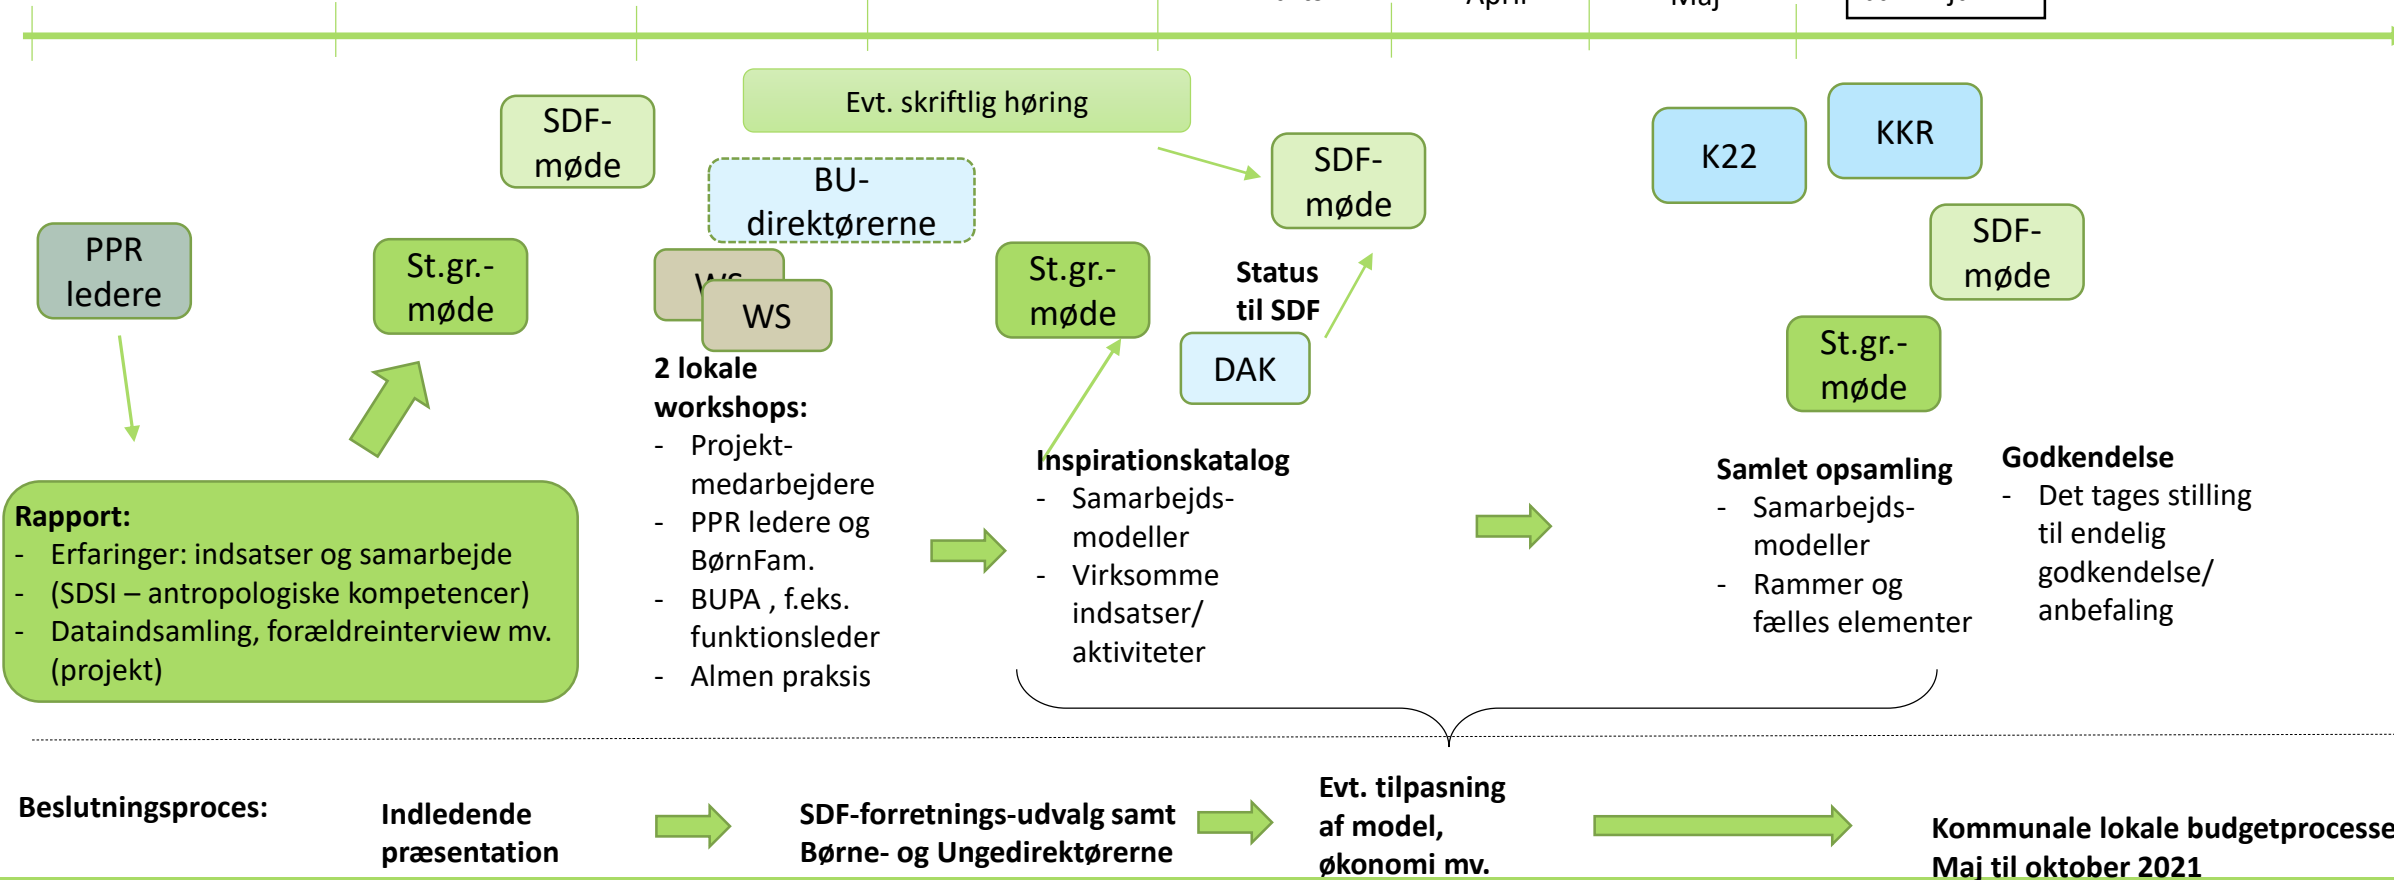 April
Maj
Evt. skriftlig høring
SDF-
møde
BU-
direktørerne
SDF-
møde
K22
KKR
SDF-
møde
PPR
ledere
St.gr.-
møde
WS
WS
St.gr.-
møde
Status
til SDF
DAK
St.gr.-
møde
2 lokale
workshops:
- Projekt-
medarbejdere
- PPR ledere og
BørnFam.
- BUPA , f.eks.
funktionsleder
- Almen praksis
Rapport:
- Erfaringer: indsatser og samarbejde
- (SDSI – antropologiske kompetencer)
- Dataindsamling, forældreinterview mv.
(projekt)
Inspirationskatalog
- Samarbejds-
modeller
- Virksomme
indsatser/
aktiviteter
Samlet opsamling
- Samarbejds-
modeller
- Rammer og
fælles elementer
Godkendelse
- Det tages stilling
til endelig
godkendelse/
anbefaling
Beslutningsproces:
Indledende
præsentation
SDF-forretnings-udvalg samt
Børne- og Ungedirektørerne
Evt. tilpasning
af model,
økonomi mv.
Kommunale lokale budgetprocesse
Maj til oktober 2021